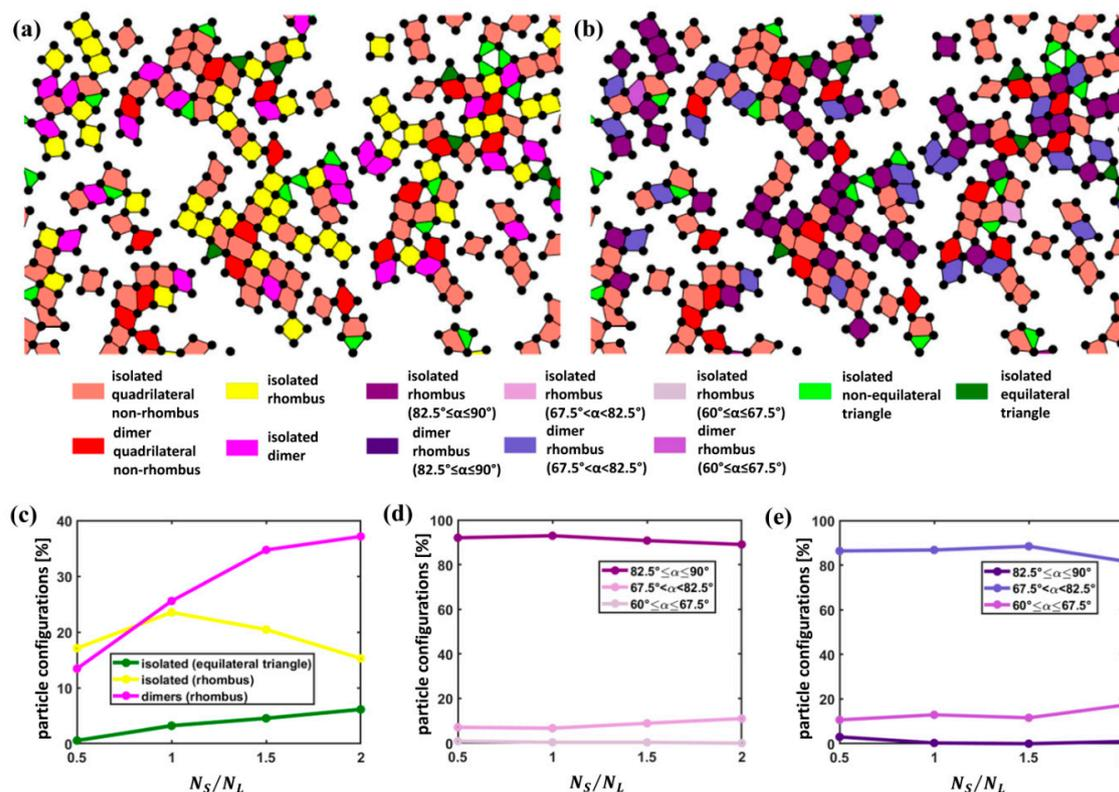 (a)
(b)
isolated quadrilateral non-rhombus
isolated rhombus
isolated rhombus (82.5°≤α≤90°)
isolated rhombus (67.5°<α<82.5°)
isolated rhombus (60°≤α≤67.5°)
isolated non-equilateral triangle
isolated equilateral triangle
dimer quadrilateral non-rhombus
isolated dimer
dimer rhombus (82.5°≤α≤90°)
dimer rhombus (67.5°<α<82.5°)
dimer rhombus (60°≤α≤67.5°)
(c)
particle configurations [%]
40
30
20
10
0
isolated (equilateral triangle)
isolated (rhombus)
dimers (rhombus)
0.5 1 1.5 2
N_S/N_L
(d)
particle configurations [%]
100
80
60
40
20
0
82.5°≤α≤90°
67.5°<α<82.5°
60°≤α≤67.5°
0.5 1 1.5 2
N_S/N_L
(e)
particle configurations [%]
100
80
60
40
20
0
82.5°≤α≤90°
67.5°<α<82.5°
60°≤α≤67.5°
0.5 1 1.5 2
N_S/N_L